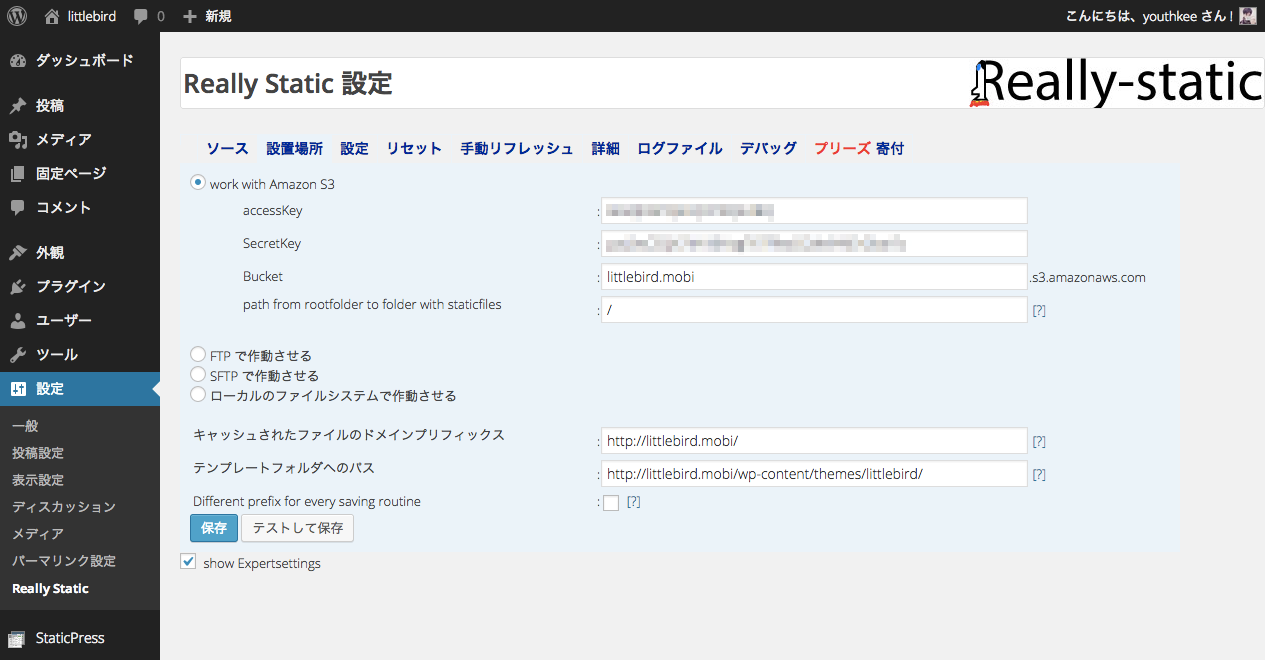 littlebird 0 新規 こんにちは、youthkee さん !
ダッシュボード
投稿
メディア
固定ページ
コメント
外観
プラグイン
ユーザー
ツール
設定
一般
投稿設定
表示設定
ディスカッション
メディア
パーマリンク設定
Really Static
StaticPress
Really Static 設定
Really-static
ソース 設置場所 設定 リセット 手動リフレッシュ 詳細 ログファイル デバッグ プリーズ 寄付
work with Amazon S3
accessKey :
SecretKey :
Bucket : littlebird.mobi .s3.amazonaws.com
path from rootfolder to folder with staticfiles : / [?]
FTP で作動させる
SFTP で作動させる
ローカルのファイルシステムで作動させる
キャッシュされたファイルのドメインプリフィックス : http://littlebird.mobi/ [?]
テンプレートフォルダへのパス : http://littlebird.mobi/wp-content/themes/littlebird/ [?]
Different prefix for every saving routine : [?]
保存 テストして保存
show Expertsettings